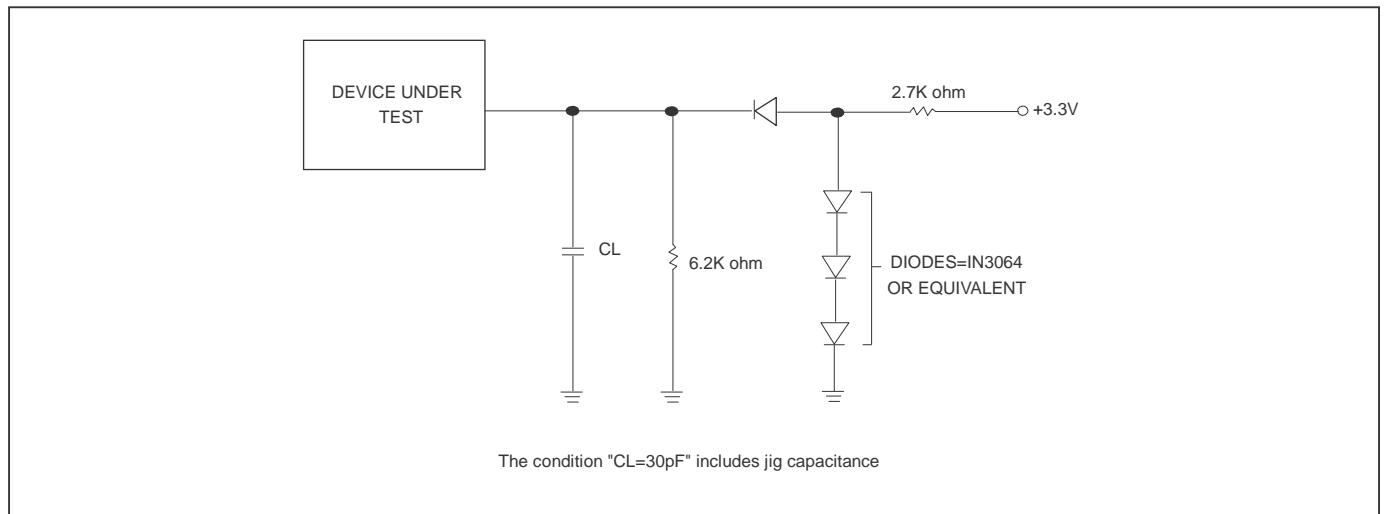 DEVICE UNDER
TEST
2.7K ohm
+3.3V
CL
6.2K ohm
DIODES=IN3064
OR EQUIVALENT
The condition "CL=30pF" includes jig capacitance